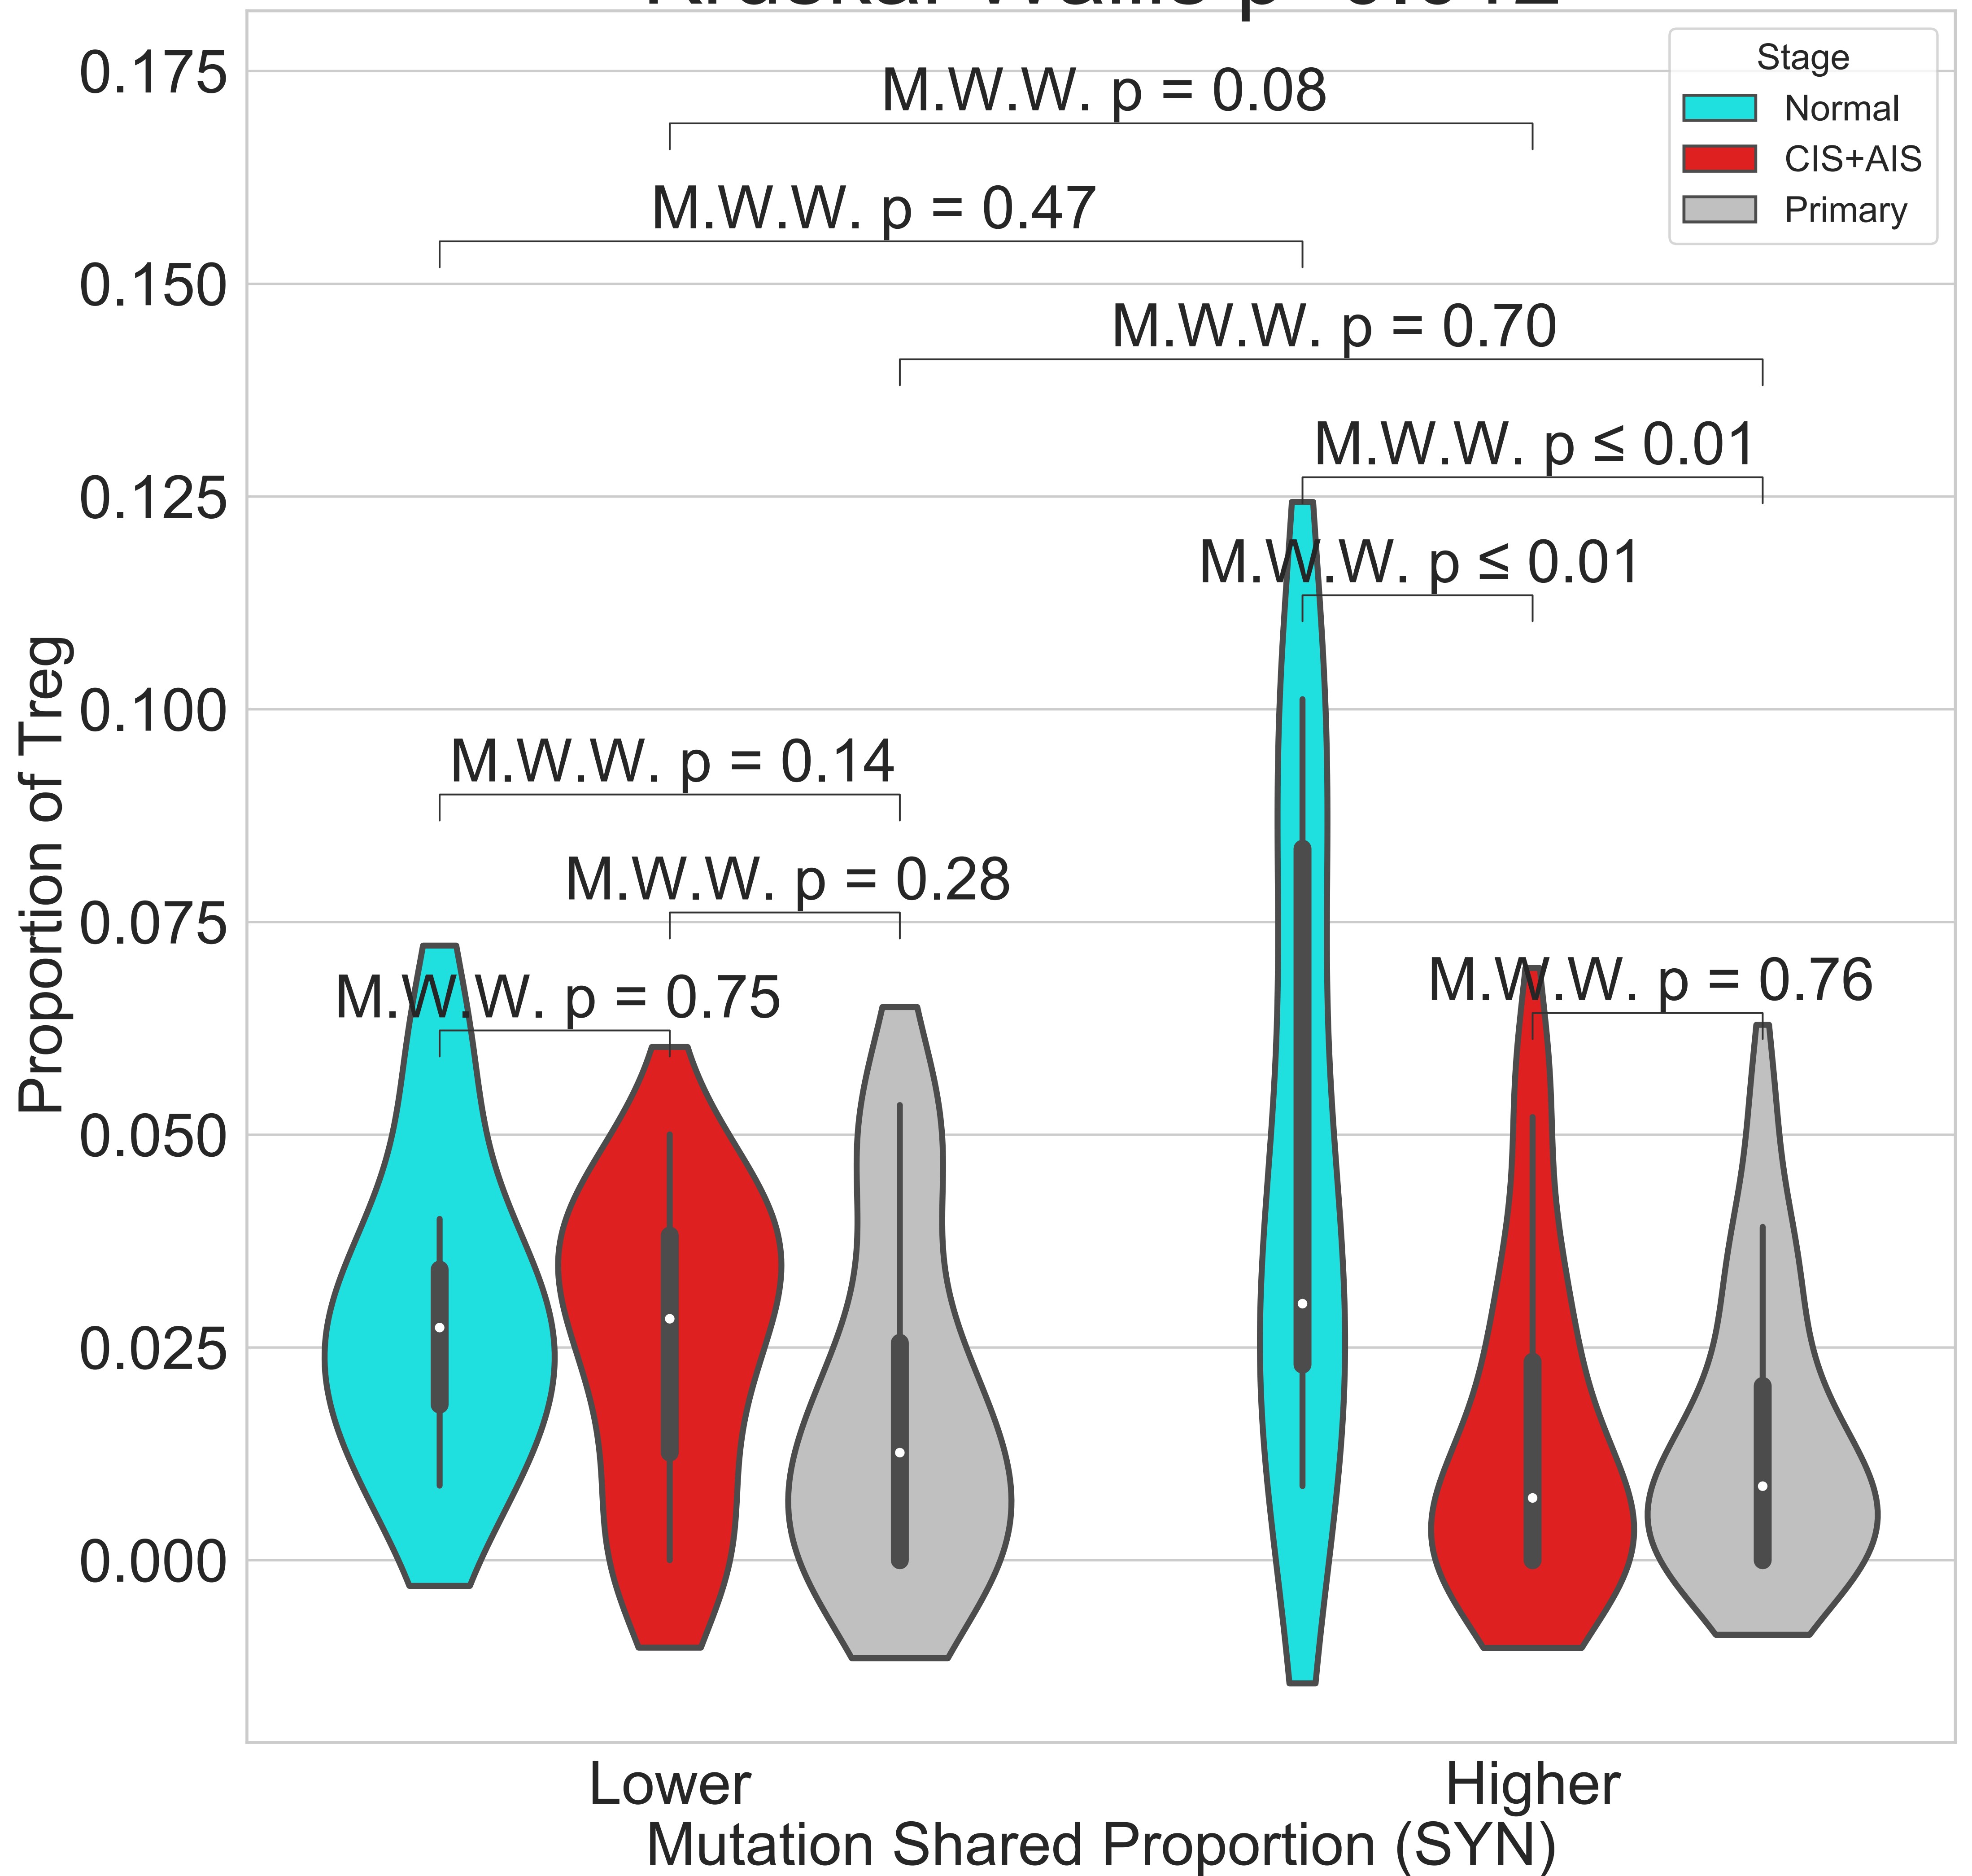 0.175
0.150
0.125
0.100
0.075
0.050
0.025
0.000
Proportion of Treg
M.W.W. p = 0.08
M.W.W. p = 0.47
M.W.W. p = 0.70
M.W.W. p ≤ 0.01
M.W.W. p ≤ 0.01
M.W.W. p = 0.14
M.W.W. p = 0.28
M.W.W. p = 0.75
M.W.W. p = 0.76
Stage
Normal
CIS+AIS
Primary
Lower
Higher
Mutation Shared Proportion (SYN)